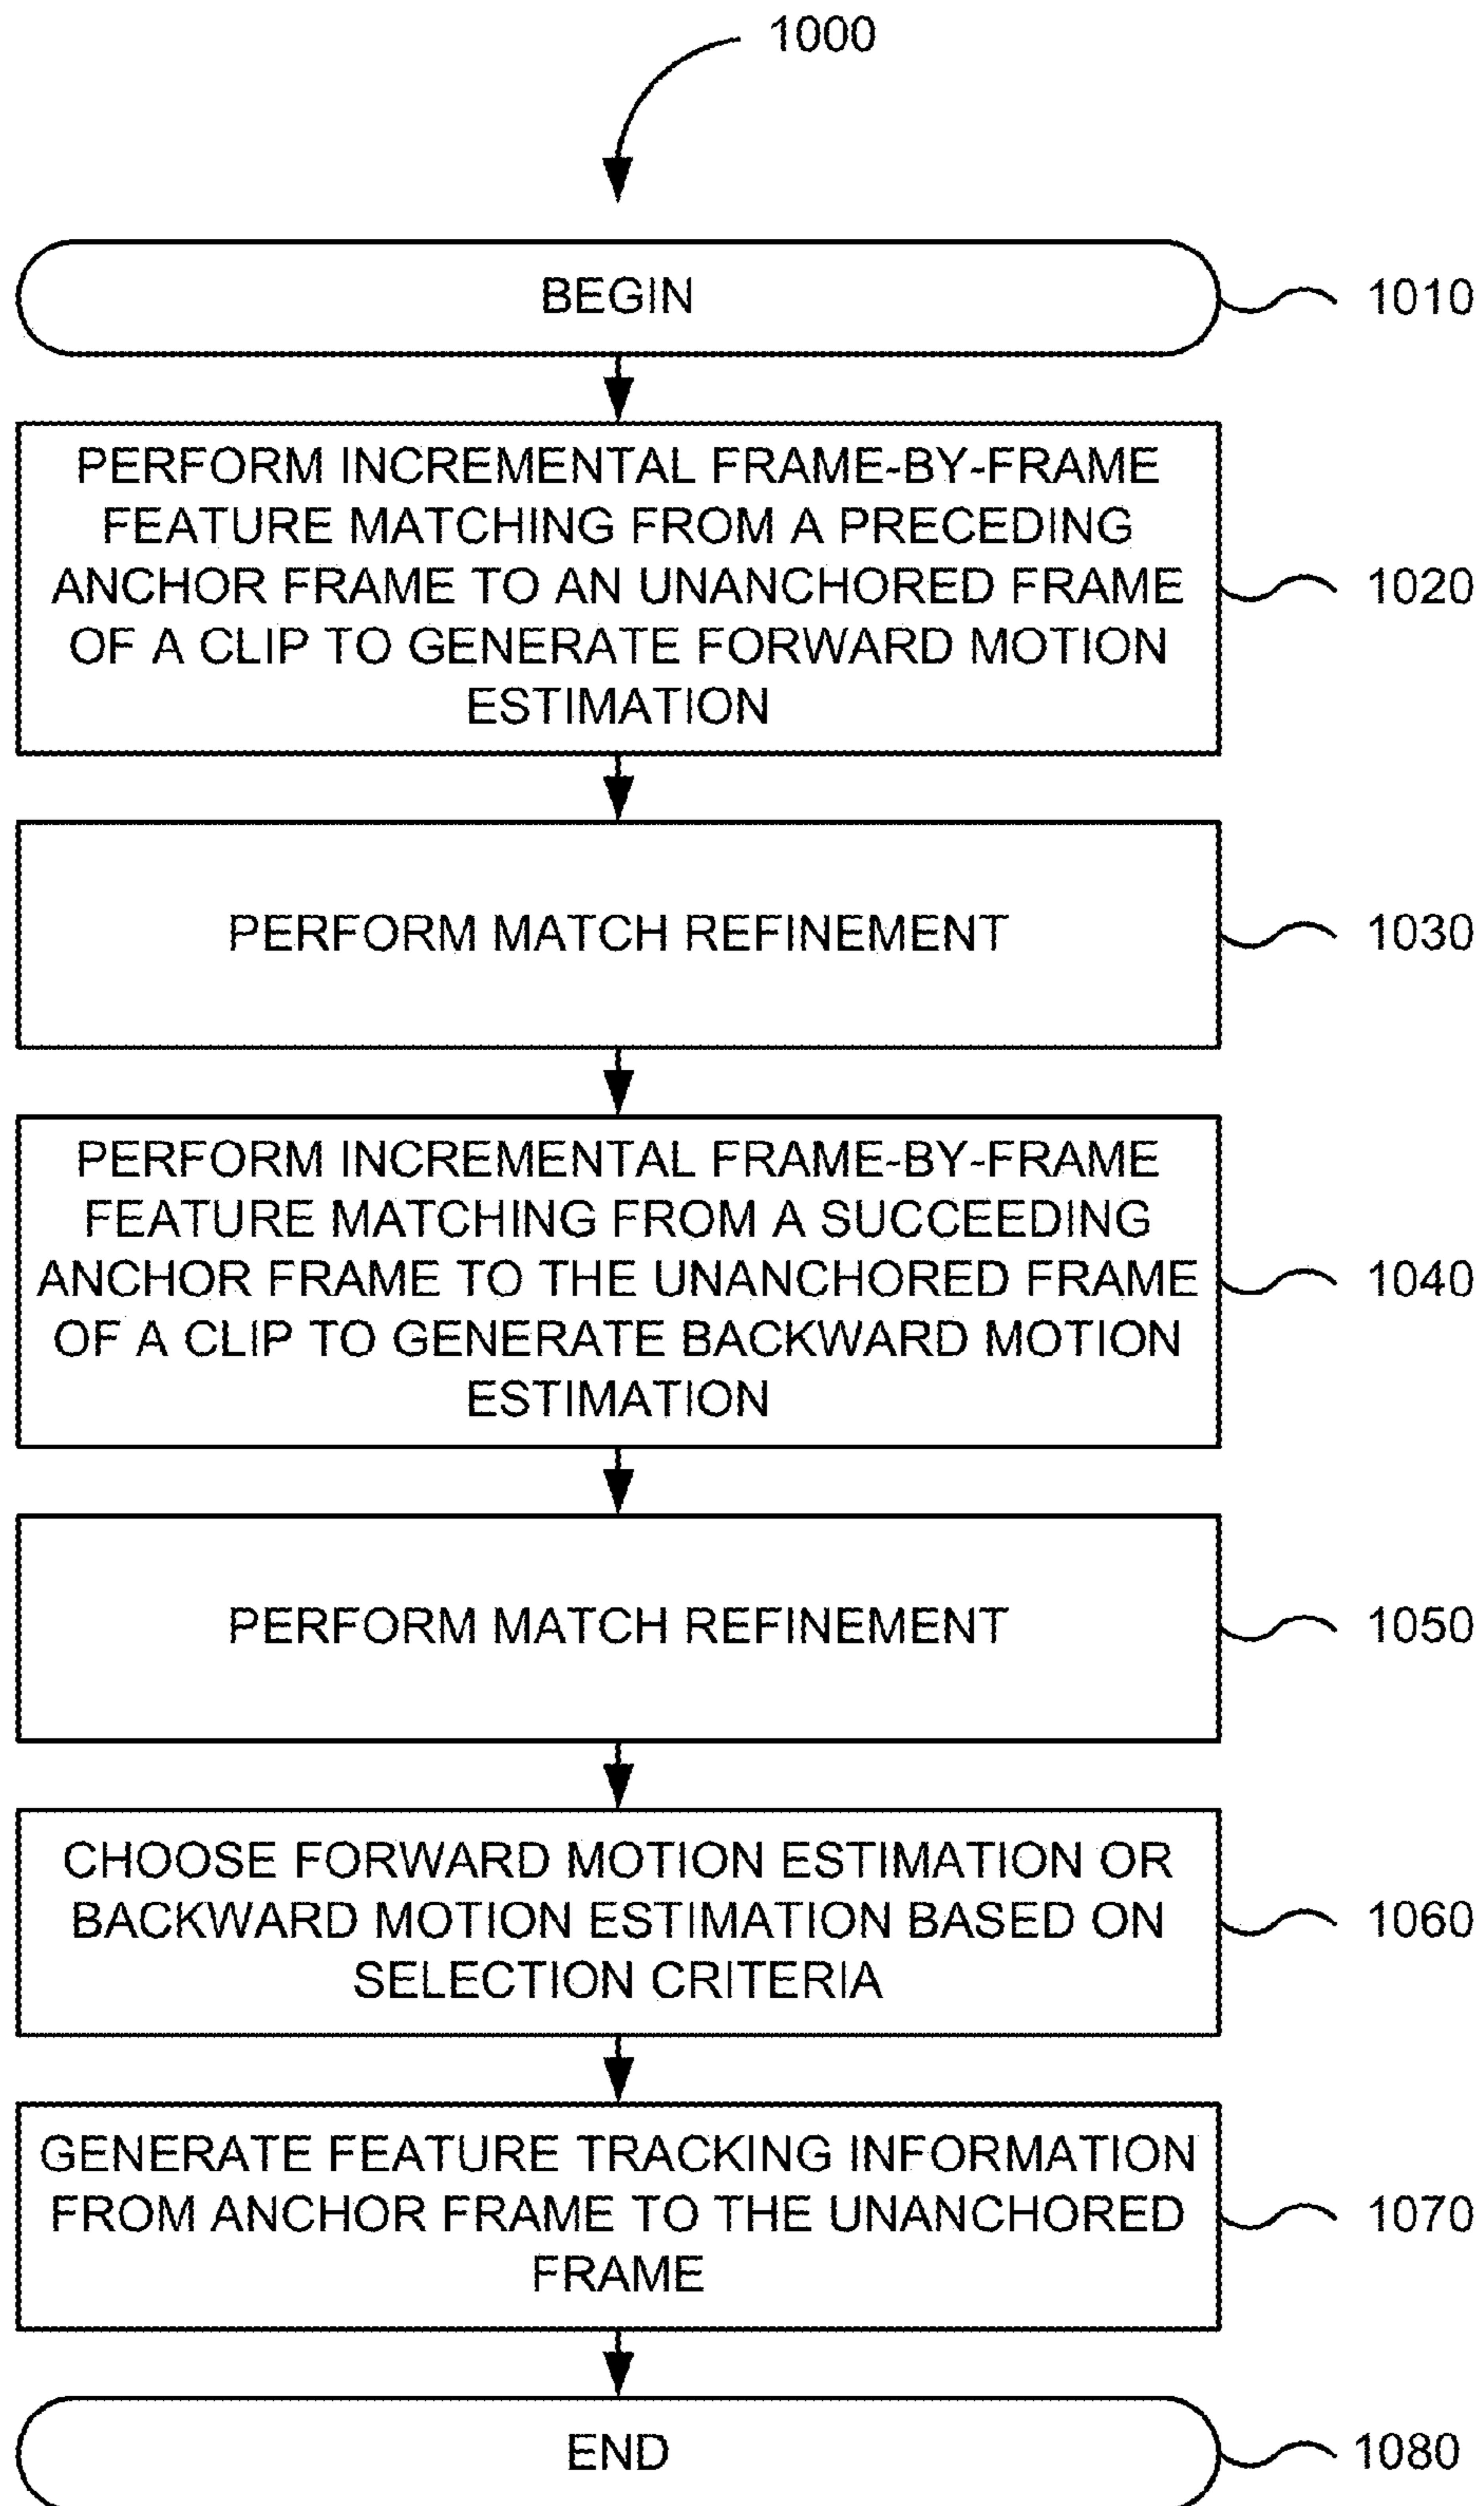 1000
BEGIN
1010
PERFORM INCREMENTAL FRAME-BY-FRAME
FEATURE MATCHING FROM A PRECEDING
ANCHOR FRAME TO AN UNANCHORED FRAME
OF A CLIP TO GENERATE FORWARD MOTION
ESTIMATION
1020
PERFORM MATCH REFINEMENT
1030
PERFORM INCREMENTAL FRAME-BY-FRAME
FEATURE MATCHING FROM A SUCCEEDING
ANCHOR FRAME TO THE UNANCHORED FRAME
OF A CLIP TO GENERATE BACKWARD MOTION
ESTIMATION
1040
PERFORM MATCH REFINEMENT
1050
CHOOSE FORWARD MOTION ESTIMATION OR
BACKWARD MOTION ESTIMATION BASED ON
SELECTION CRITERIA
1060
GENERATE FEATURE TRACKING INFORMATION
FROM ANCHOR FRAME TO THE UNANCHORED
FRAME
1070
END
1080